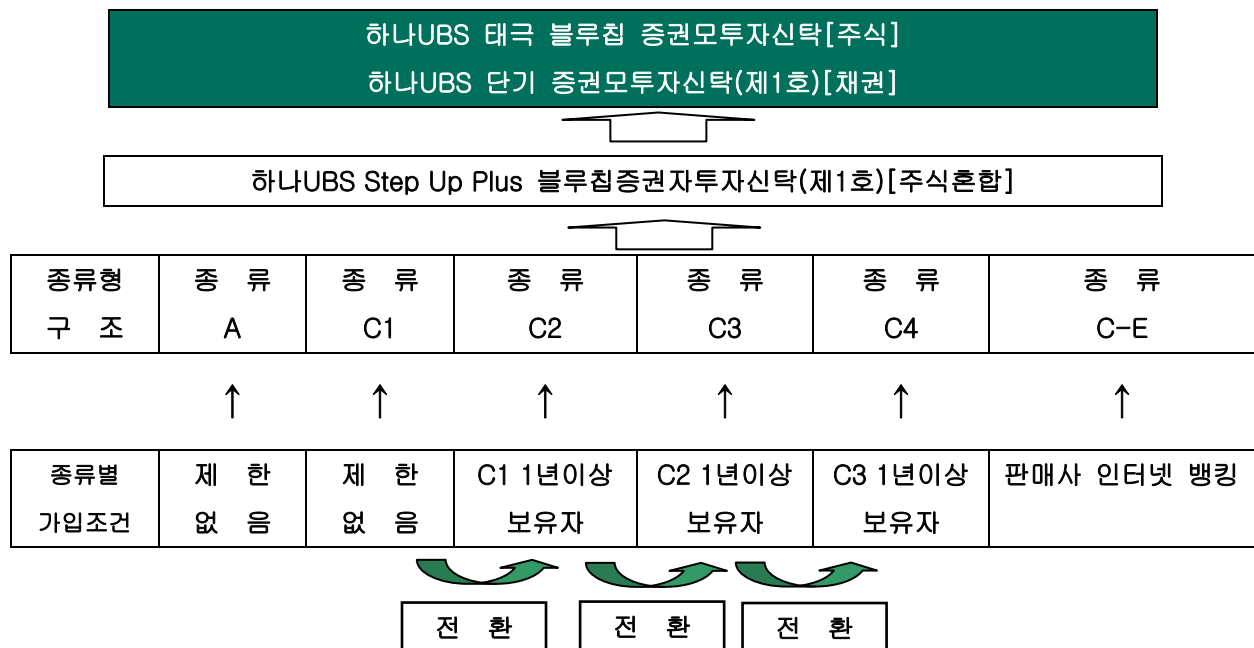 하나UBS 태극 블루칩 증권모투자신탁[주식]
하나UBS 단기 증권모투자신탁(제1호)[채권]
하나UBS Step Up Plus 블루칩증권자투자신탁(제1호)[주식혼합]
종류형 종 류 종 류 종 류 종 류 종 류 종 류
구 조 A C1 C2 C3 C4 C-E
↑ ↑ ↑ ↑ ↑ ↑
종류별 제 한 제 한 C1 1년이상 C2 1년이상 C3 1년이상 판매사 인터넷 뱅킹
가입조건 없 음 없 음 보유자 보유자 보유자
전 환 전 환 전 환